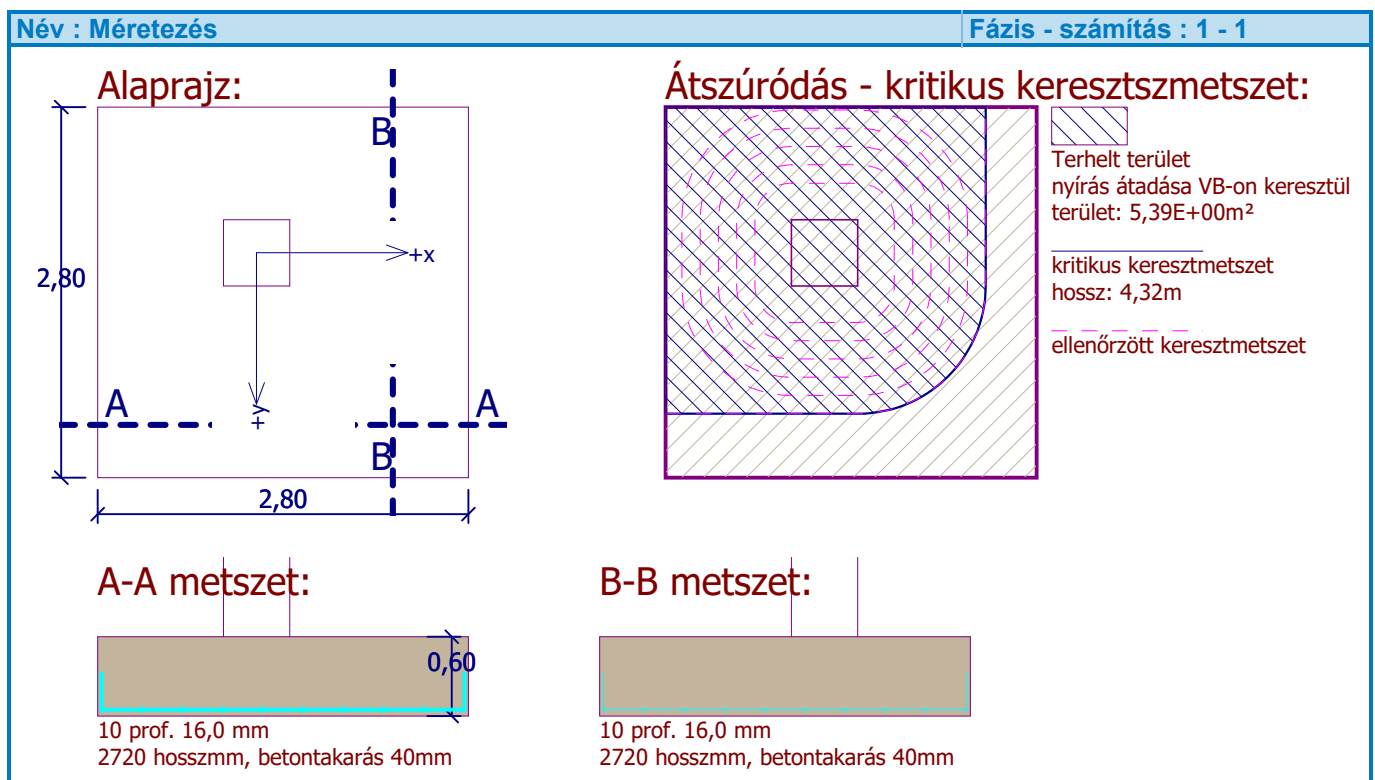 Név : Méretezés
Fázis - számítás : 1 - 1
Alaprajz:
B
2,80
+x
+y
A
A
B
2,80
Átszúródás - kritikus keresztszmetszet:
Terhelt terület
nyírás átadása VB-on keresztül
terület: 5,39E+00m²
kritikus keresztmetszet
hossz: 4,32m
ellenőrzött keresztmetszet
A-A metszet:
0,60
10 prof. 16,0 mm
2720 hosszmm, betontakarás 40mm
B-B metszet:
10 prof. 16,0 mm
2720 hosszmm, betontakarás 40mm